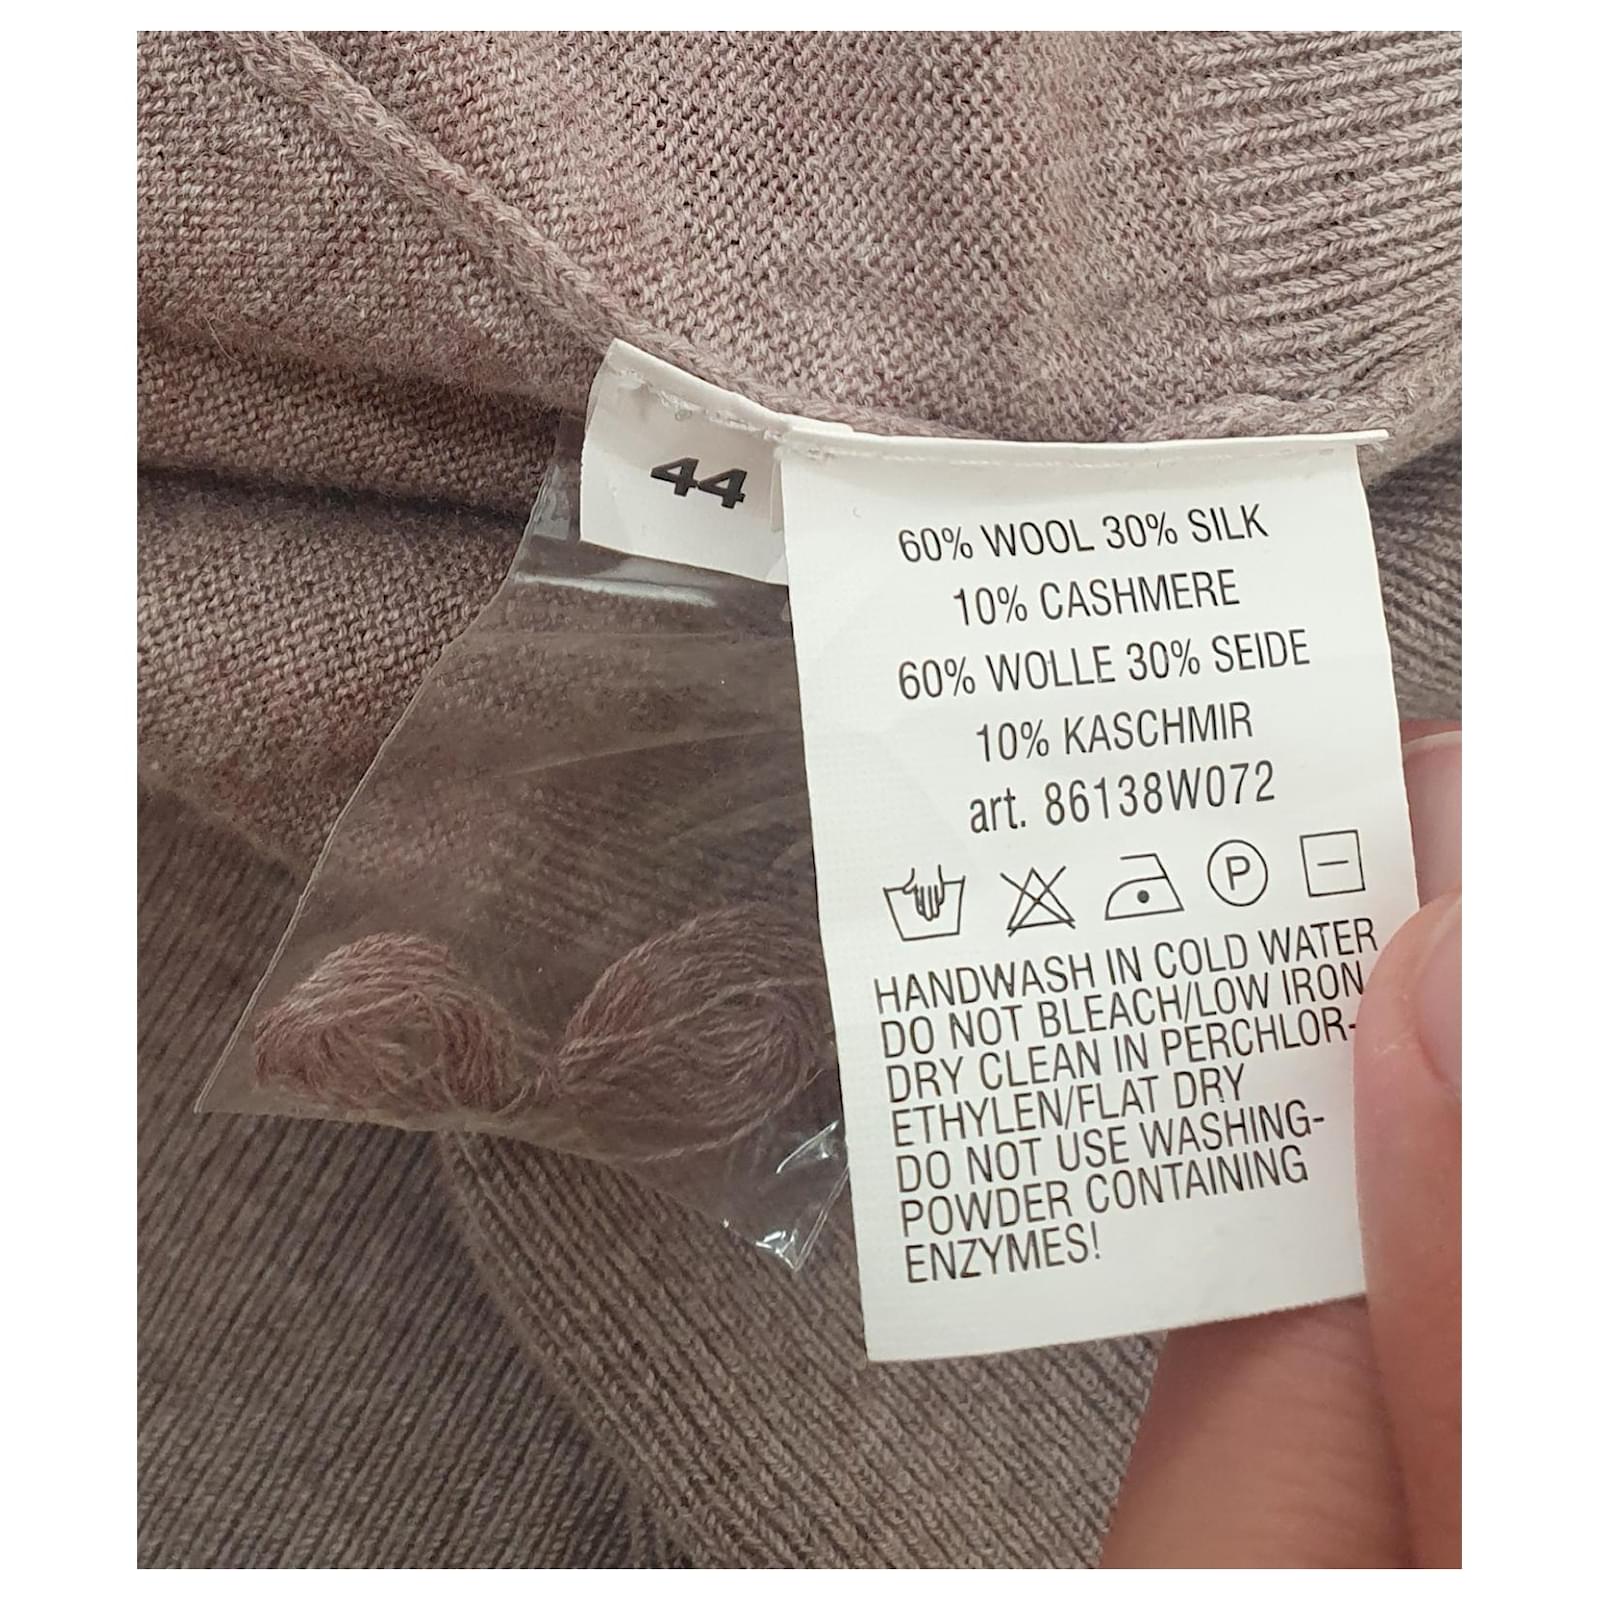 44
60% WOOL 30% SILK
10% CASHMERE
60% WOLLE 30% SEIDE
10% KASCHMIR
art. 86138W072
P
HANDWASH IN COLD WATER
DO NOT BLEACH/LOW IRON
DRY CLEAN IN PERCHLOR-
ETHYLEN/FLAT DRY
DO NOT USE WASHING-
POWDER CONTAINING
ENZYMES!